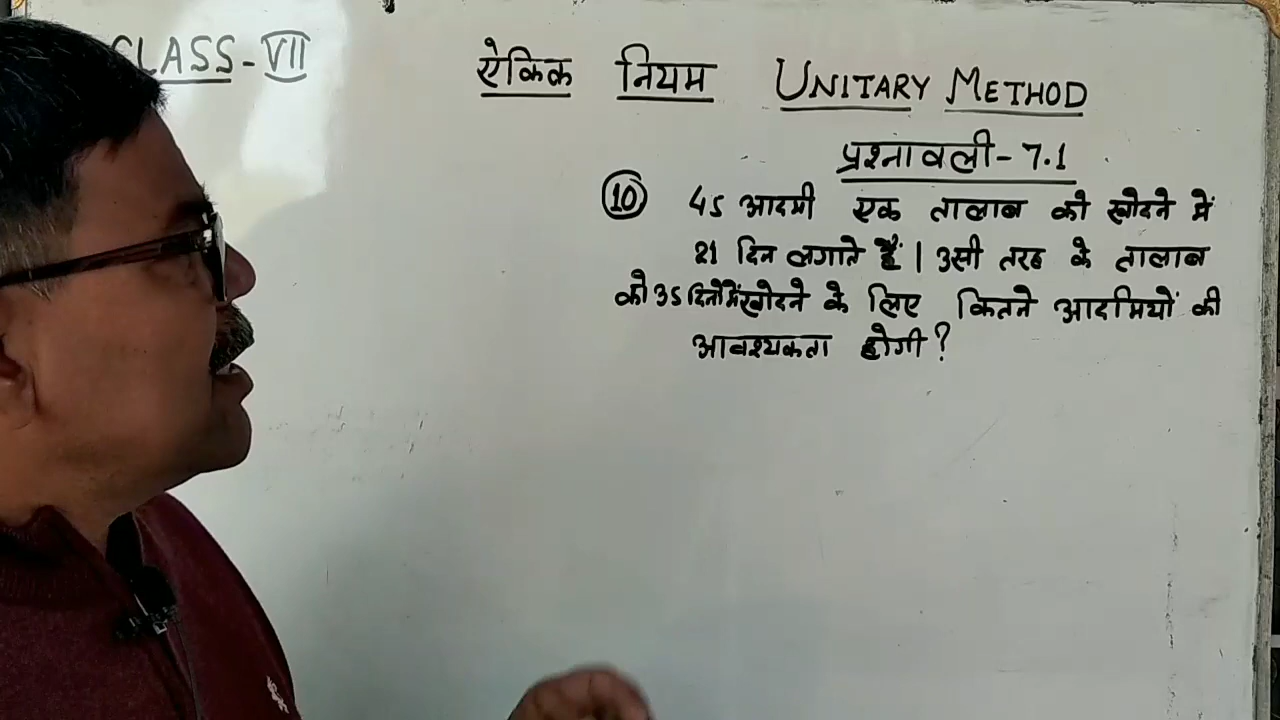 CLASS-VII
ऐकिक नियम UNITARY METHOD
प्रश्नावली-7.1
10 45 आदमी एक तालाब को खोदने में
21 दिन लगाते हैं । उसी तरह के तालाब
को 35 दिनों में खोदने के लिए कितने आदमियों की
आवश्यकता होगी?